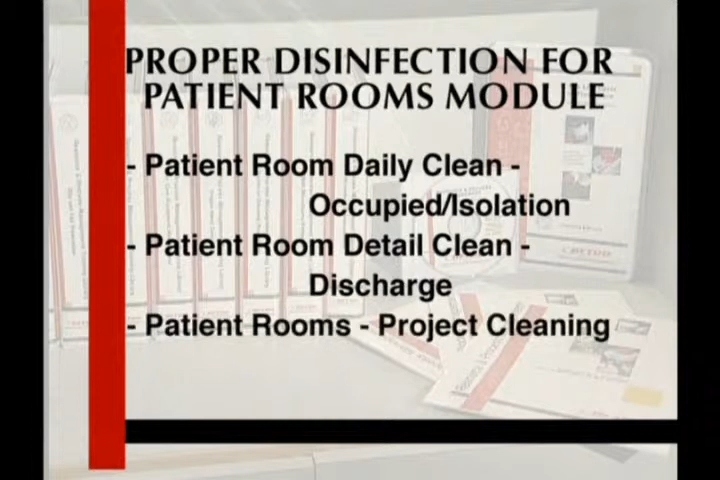 PROPER DISINFECTION FOR
PATIENT ROOMS MODULE
- Patient Room Daily Clean -
Occupied/Isolation
- Patient Room Detail Clean -
Discharge
- Patient Rooms - Project Cleaning